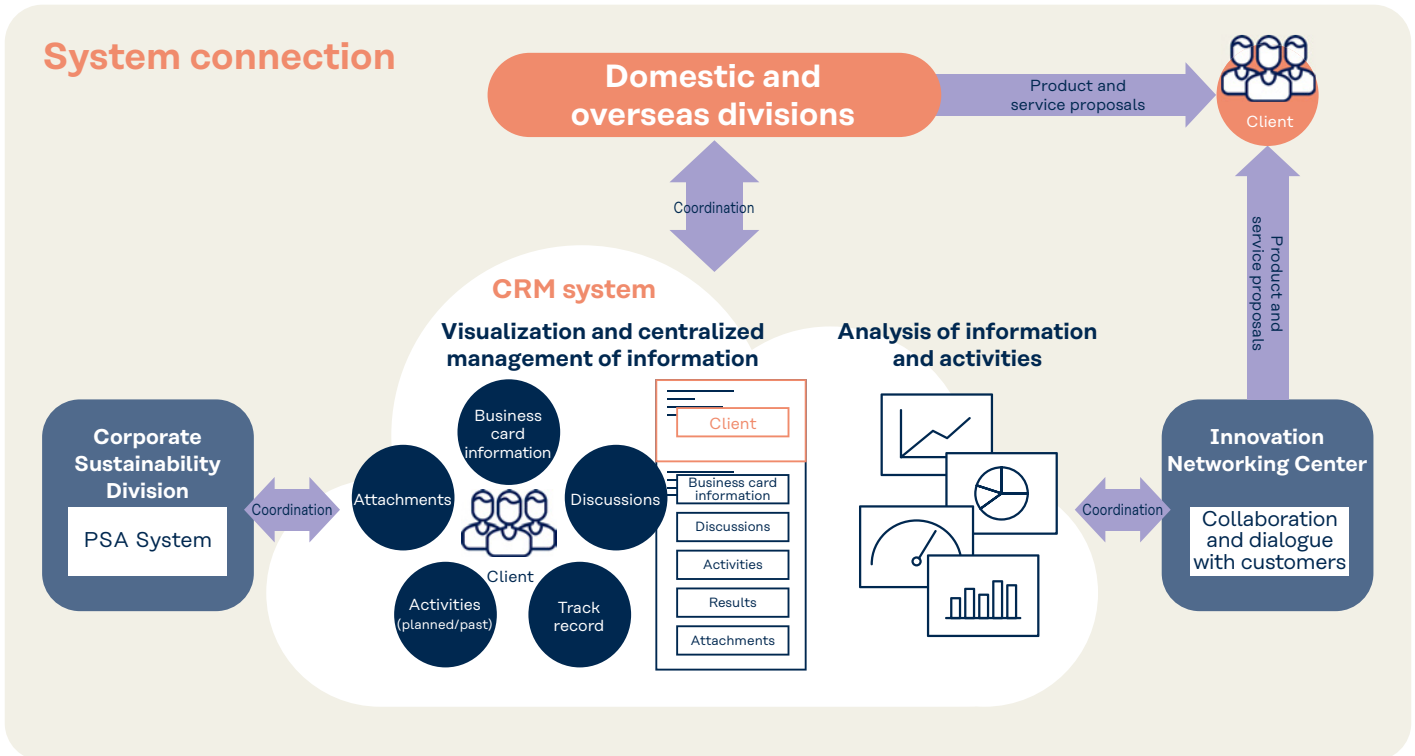 System connection
Domestic and
overseas divisions
Product and
service proposals
Client
Coordination
Product and
service proposals
CRM system
Visualization and centralized
management of information
Analysis of information
and activities
Corporate
Sustainability
Division
PSA System
Coordination
Business
card
information
Attachments
Discussions
Client
Activities
(planned/past)
Track
record
Client
Business card
information
Discussions
Activities
Results
Attachments
Coordination
Innovation
Networking Center
Collaboration
and dialogue
with customers